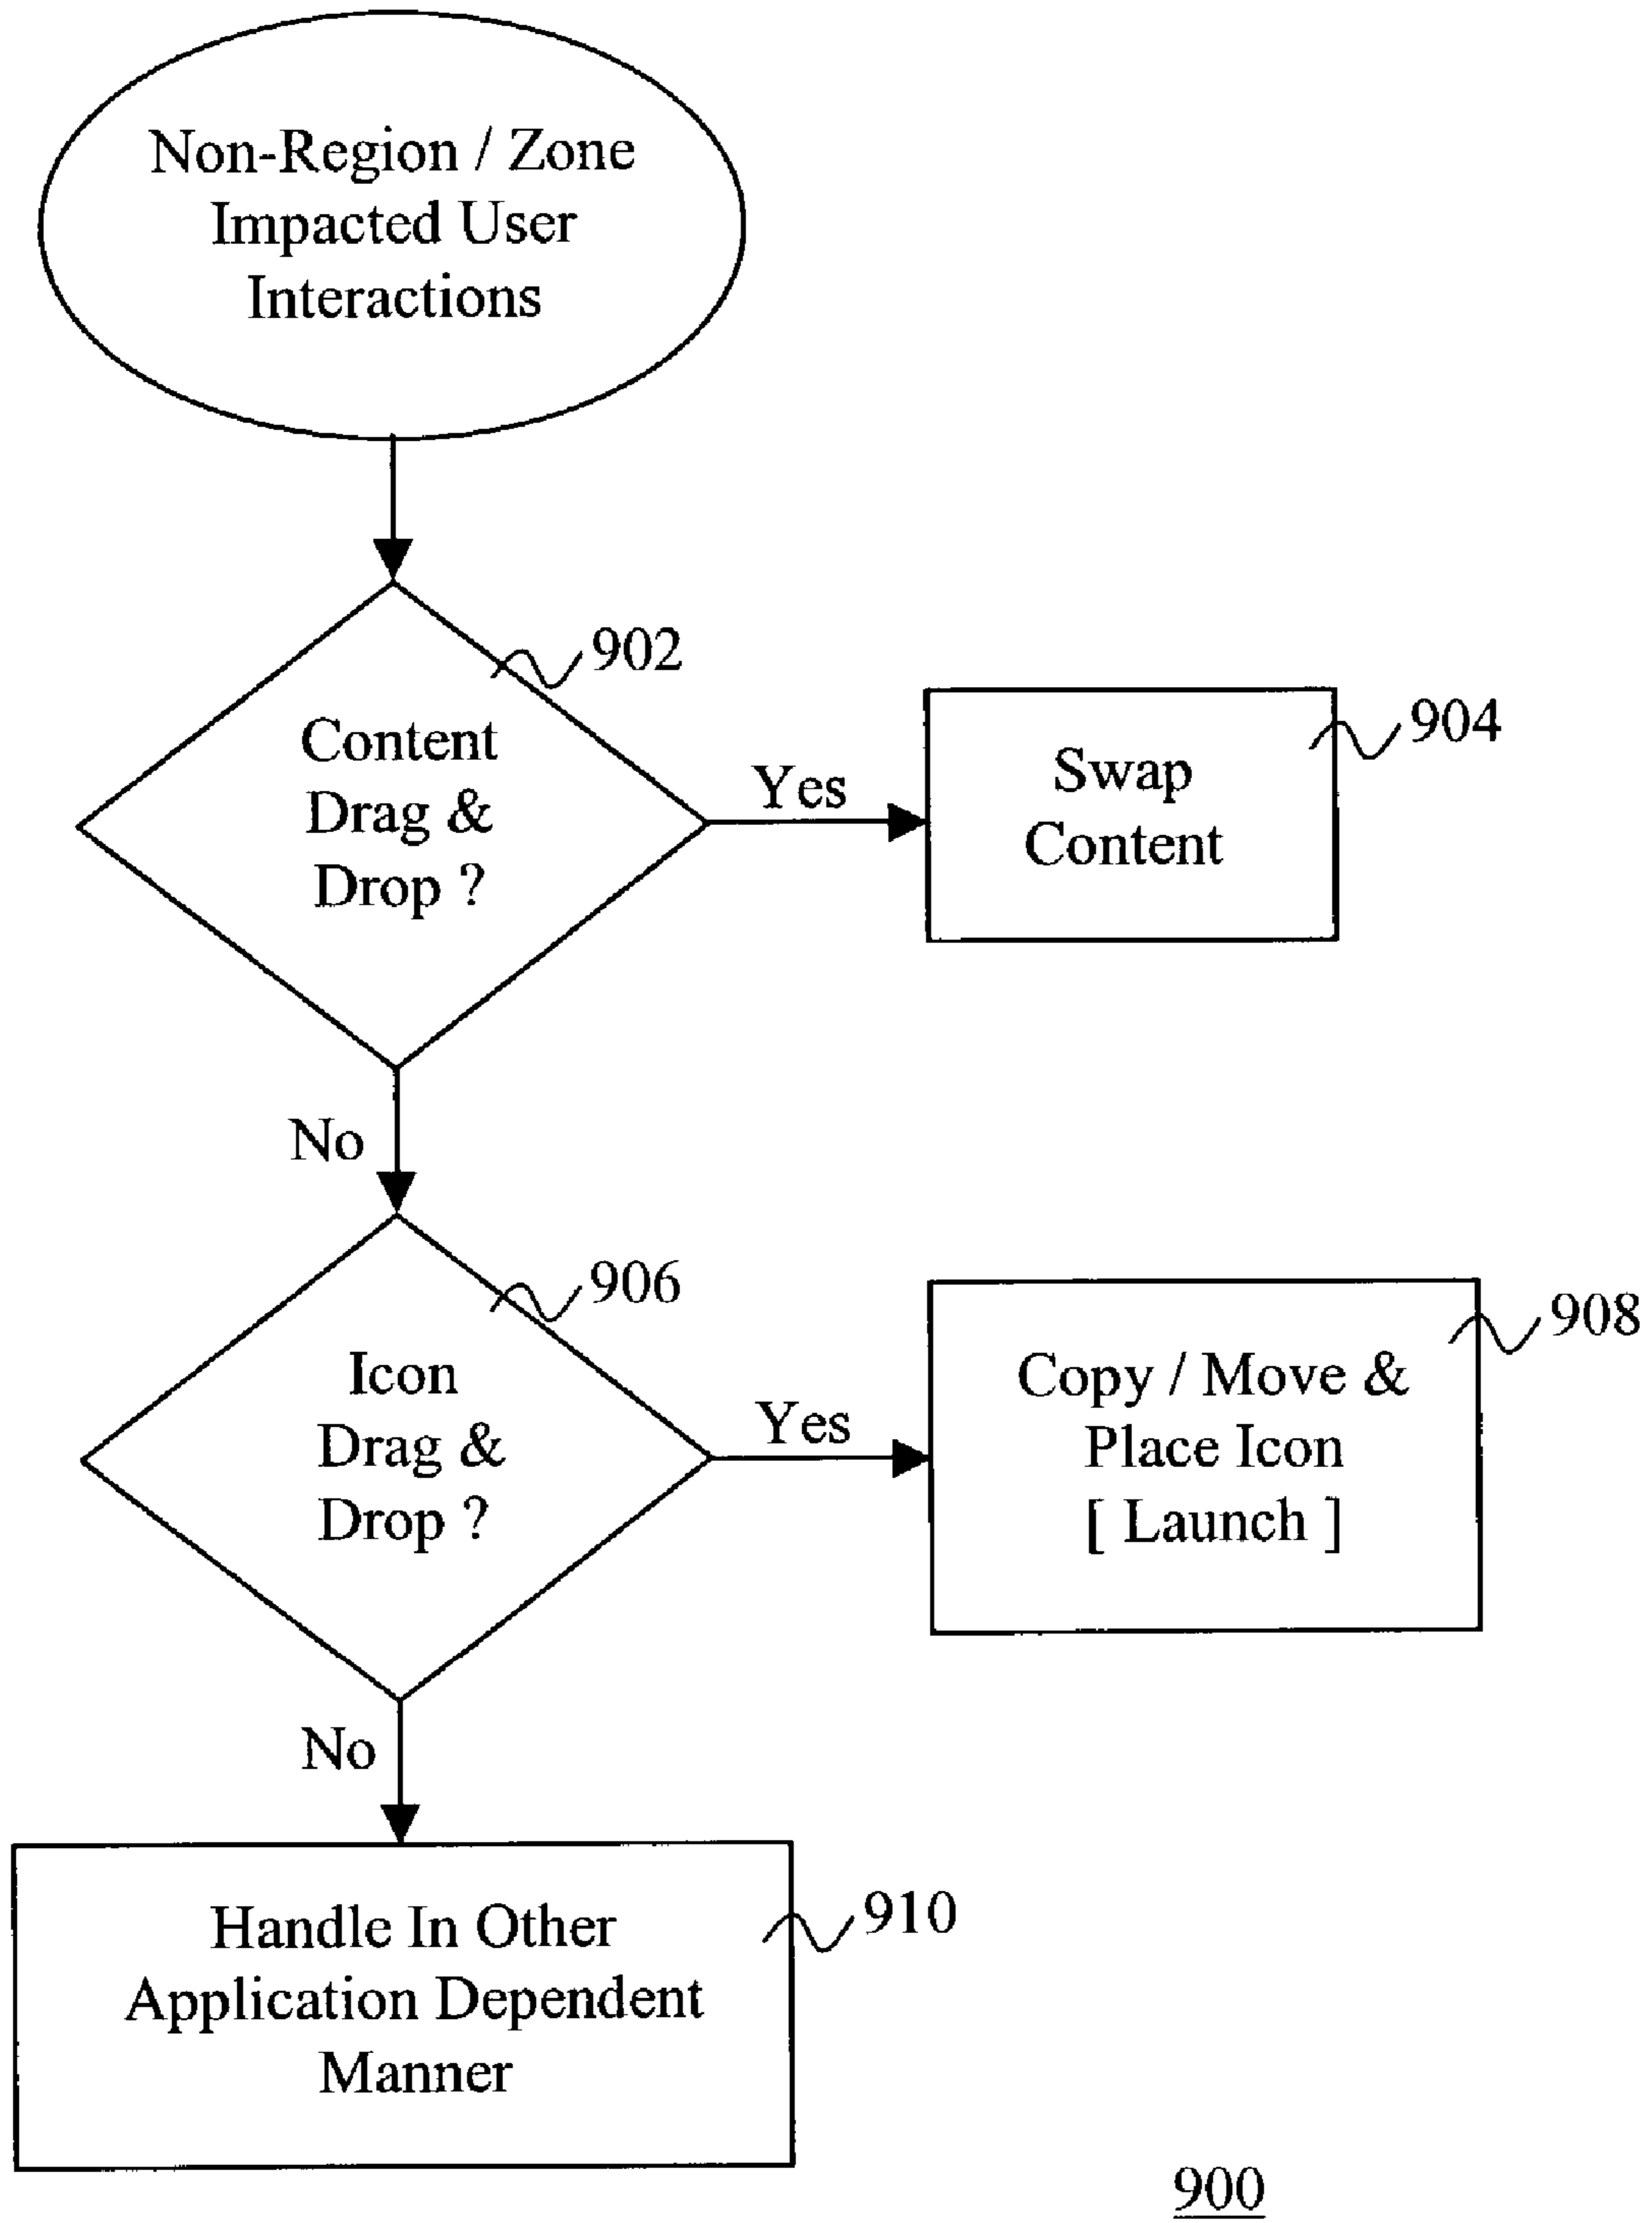 Non-Region / Zone
Impacted User
Interactions
902
Content
Drag &
Drop ?
Yes
904
Swap
Content
No
906
Icon
Drag &
Drop ?
Yes
908
Copy / Move &
Place Icon
[ Launch ]
No
910
Handle In Other
Application Dependent
Manner
900